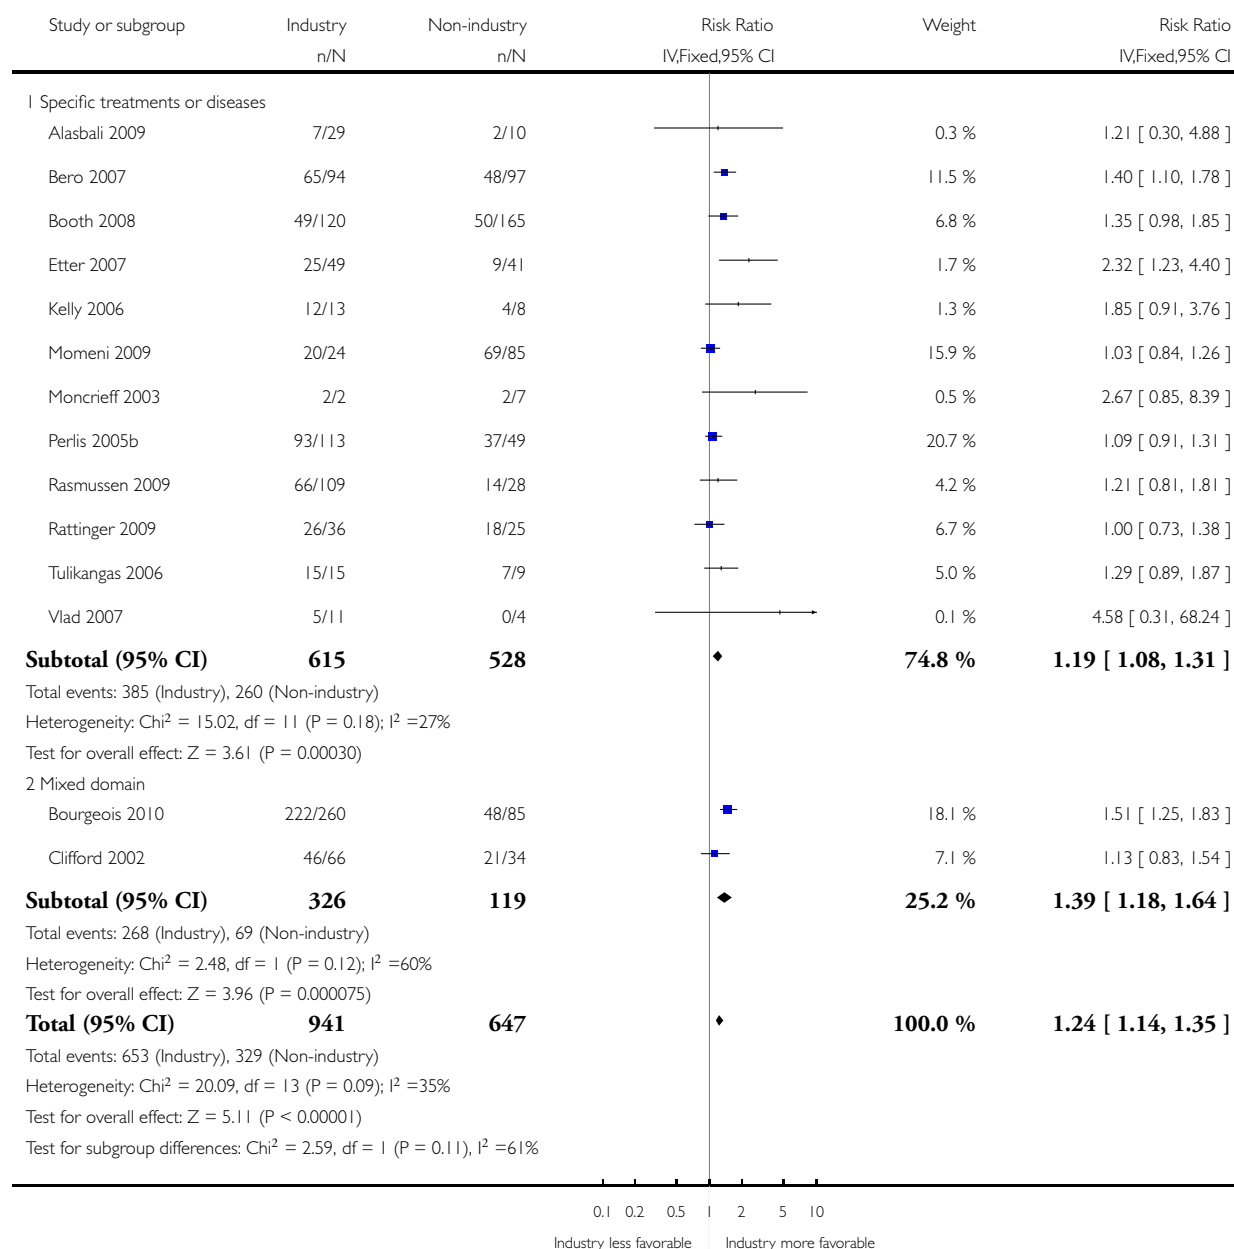 Study or subgroup Industry Non-industry Risk Ratio Weight Risk Ratio
n/N n/N IV,Fixed,95% CI IV,Fixed,95% CI
1 Specific treatments or diseases
Alasbali 2009 7/29 2/10 0.3 % 1.21 [ 0.30, 4.88 ]
Bero 2007 65/94 48/97 11.5 % 1.40 [ 1.10, 1.78 ]
Booth 2008 49/120 50/165 6.8 % 1.35 [ 0.98, 1.85 ]
Etter 2007 25/49 9/41 1.7 % 2.32 [ 1.23, 4.40 ]
Kelly 2006 12/13 4/8 1.3 % 1.85 [ 0.91, 3.76 ]
Momeni 2009 20/24 69/85 15.9 % 1.03 [ 0.84, 1.26 ]
Moncrieff 2003 2/2 2/7 0.5 % 2.67 [ 0.85, 8.39 ]
Perlis 2005b 93/113 37/49 20.7 % 1.09 [ 0.91, 1.31 ]
Rasmussen 2009 66/109 14/28 4.2 % 1.21 [ 0.81, 1.81 ]
Rattinger 2009 26/36 18/25 6.7 % 1.00 [ 0.73, 1.38 ]
Tulikangas 2006 15/15 7/9 5.0 % 1.29 [ 0.89, 1.87 ]
Vlad 2007 5/11 0/4 0.1 % 4.58 [ 0.31, 68.24 ]
Subtotal (95% CI) 615 528 74.8 % 1.19 [ 1.08, 1.31 ]
Total events: 385 (Industry), 260 (Non-industry)
Heterogeneity: Chi² = 15.02, df = 11 (P = 0.18); I² =27%
Test for overall effect: Z = 3.61 (P = 0.00030)
2 Mixed domain
Bourgeois 2010 222/260 48/85 18.1 % 1.51 [ 1.25, 1.83 ]
Clifford 2002 46/66 21/34 7.1 % 1.13 [ 0.83, 1.54 ]
Subtotal (95% CI) 326 119 25.2 % 1.39 [ 1.18, 1.64 ]
Total events: 268 (Industry), 69 (Non-industry)
Heterogeneity: Chi² = 2.48, df = 1 (P = 0.12); I² =60%
Test for overall effect: Z = 3.96 (P = 0.000075)
Total (95% CI) 941 647 100.0 % 1.24 [ 1.14, 1.35 ]
Total events: 653 (Industry), 329 (Non-industry)
Heterogeneity: Chi² = 20.09, df = 13 (P = 0.09); I² =35%
Test for overall effect: Z = 5.11 (P < 0.00001)
Test for subgroup differences: Chi² = 2.59, df = 1 (P = 0.11), I² =61%
0.1 0.2 0.5 1 2 5 10
Industry less favorable Industry more favorable